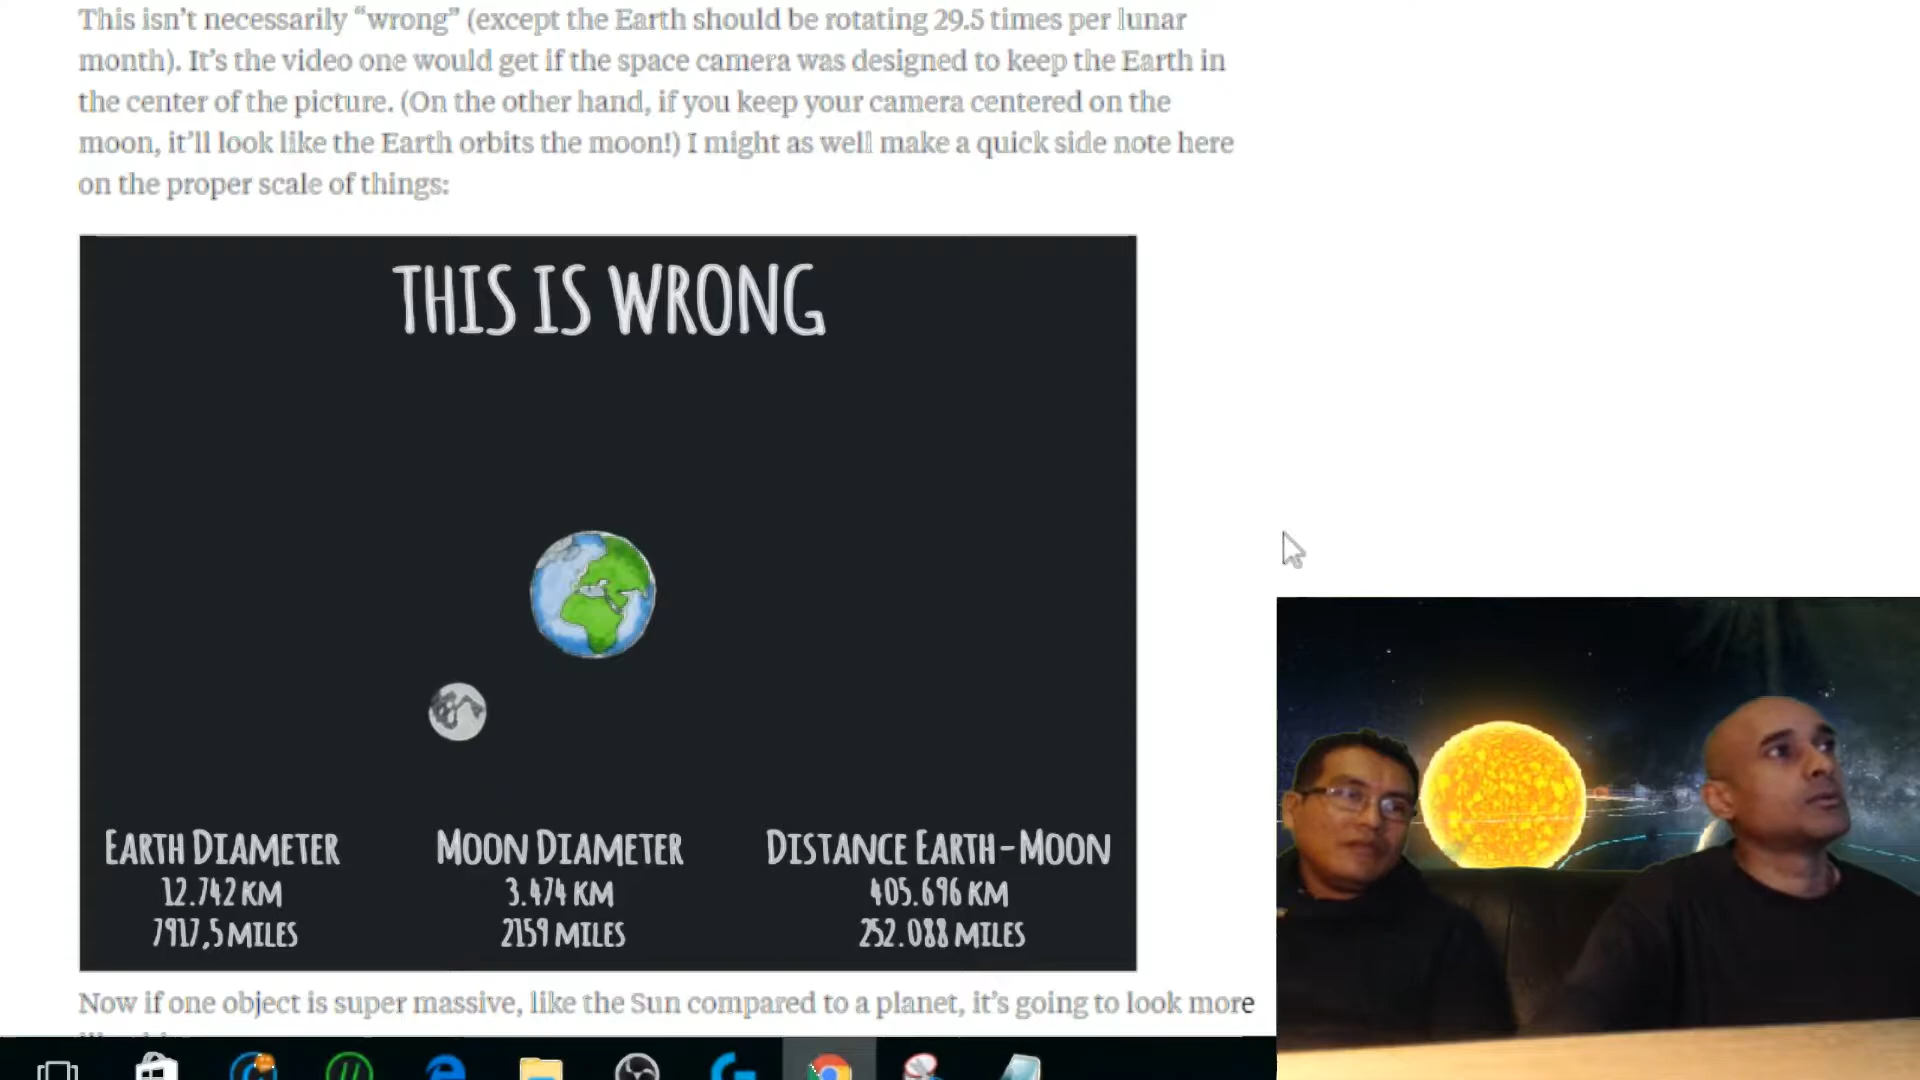 This isn't necessarily “wrong” (except the Earth should be rotating 29.5 times per lunar
month). It's the video one would get if the space camera was designed to keep the Earth in
the center of the picture. (On the other hand, if you keep your camera centered on the
moon, it'll look like the Earth orbits the moon!) I might as well make a quick side note here
on the proper scale of things:
THIS IS WRONG
EARTH DIAMETER
12.742 KM
7917,5 MILES
MOON DIAMETER
3.474 KM
2159 MILES
DISTANCE EARTH-MOON
405.696 KM
252.088 MILES
Now if one object is super massive, like the Sun compared to a planet, it's going to look more